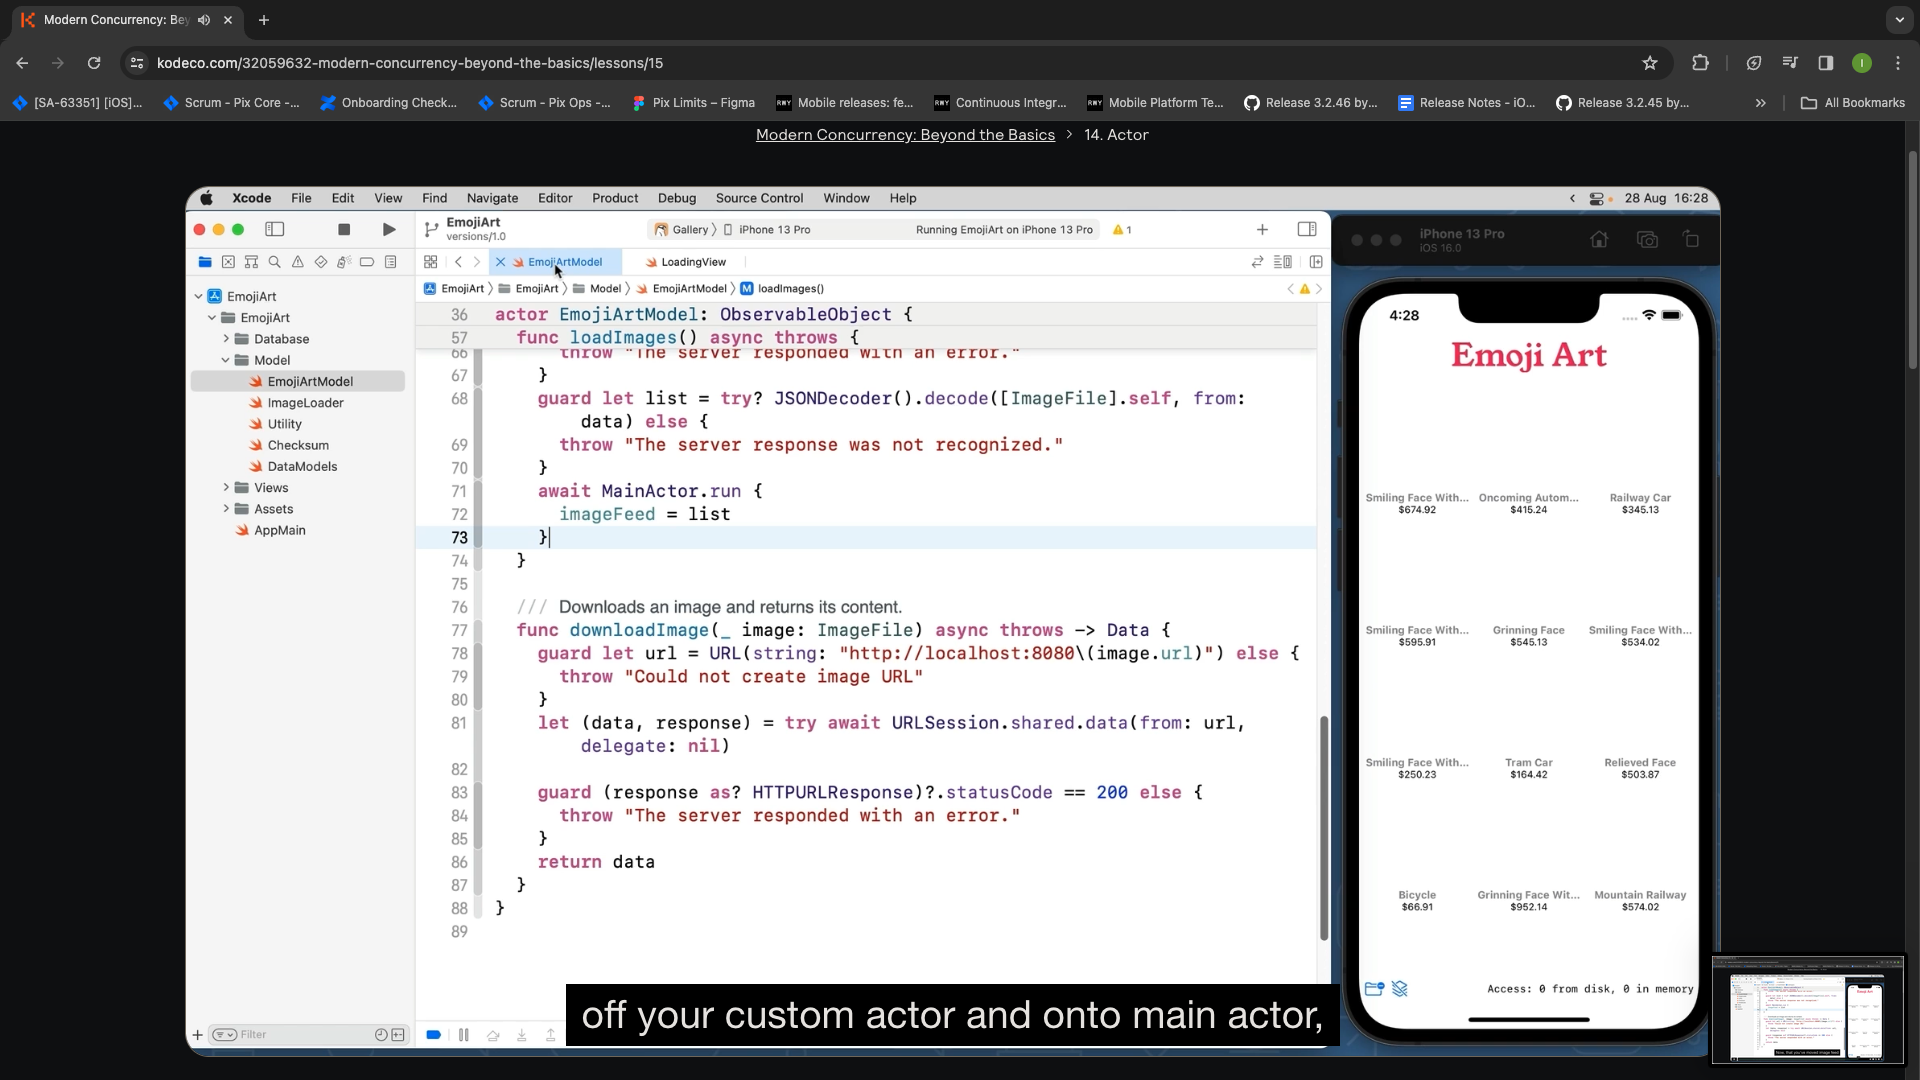 Modern Concurrency: Bey
kodeco.com/32059632-modern-concurrency-beyond-the-basics/lessons/15
I
[SA-63351] [iOS]...
Scrum - Pix Core -...
Onboarding Check...
Scrum - Pix Ops -...
Pix Limits – Figma
Mobile releases: fe...
Continuous Integr...
Mobile Platform Te...
Release 3.2.46 by...
Release Notes - iO...
Release 3.2.45 by...
All Bookmarks
Modern Concurrency: Beyond the Basics > 14. Actor
Xcode File Edit View Find Navigate Editor Product Debug Source Control Window Help
28 Aug 16:28
EmojiArt
versions/1.0
Gallery
iPhone 13 Pro
Running EmojiArt on iPhone 13 Pro
1
iPhone 13 Pro
iOS 16.0
EmojiArtModel
LoadingView
EmojiArt
EmojiArt
Model
EmojiArtModel
loadImages()
EmojiArt
EmojiArt
Database
Model
EmojiArtModel
ImageLoader
Utility
Checksum
DataModels
Views
Assets
AppMain
Filter
36 actor EmojiArtModel: ObservableObject {
57 func loadImages() async throws {
66 throw "The server responded with an error."
67 }
68 guard let list = try? JSONDecoder().decode([ImageFile].self, from:
data) else {
69 throw "The server response was not recognized."
70 }
71 await MainActor.run {
72 imageFeed = list
73 }
74 }
75
76 /// Downloads an image and returns its content.
77 func downloadImage(_ image: ImageFile) async throws -> Data {
78 guard let url = URL(string: "http://localhost:8080\(image.url)") else {
79 throw "Could not create image URL"
80 }
81 let (data, response) = try await URLSession.shared.data(from: url,
delegate: nil)
82
83 guard (response as? HTTPURLResponse)?.statusCode == 200 else {
84 throw "The server responded with an error."
85 }
86 return data
87 }
88 }
89
4:28
Emoji Art
Smiling Face With... Oncoming Autom... Railway Car
$674.92 $415.24 $345.13
Smiling Face With... Grinning Face Smiling Face With...
$595.91 $545.13 $534.02
Smiling Face With... Tram Car Relieved Face
$250.23 $164.42 $503.87
Bicycle Grinning Face Wit... Mountain Railway
$66.91 $952.14 $574.02
Access: 0 from disk, 0 in memory
off your custom actor and onto main actor,